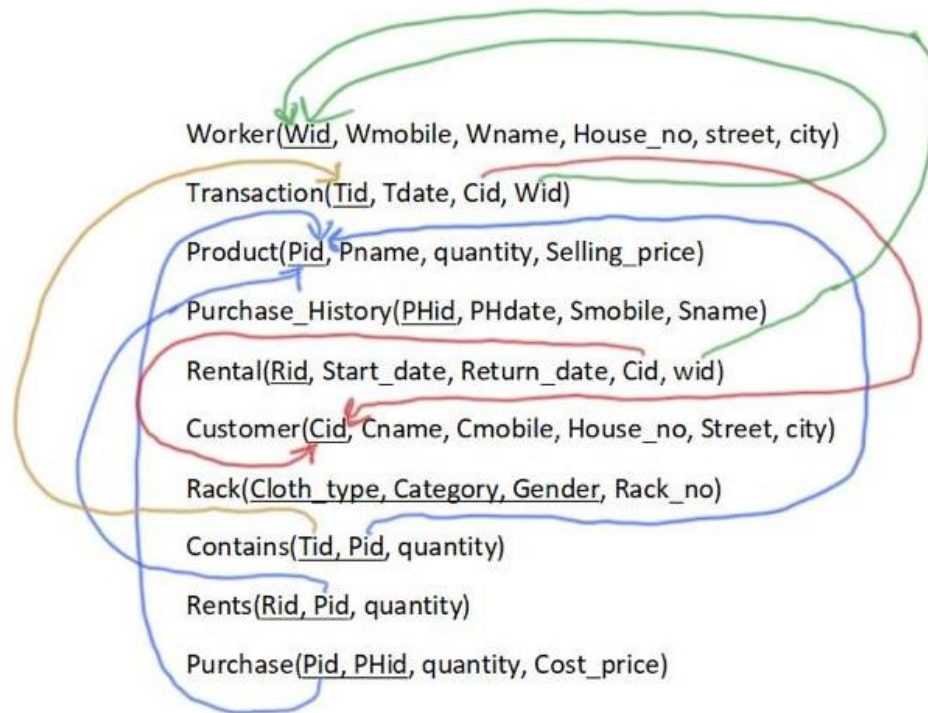 Worker(Wid, Wmobile, Wname, House_no, street, city)
Transaction(Tid, Tdate, Cid, Wid)
Product(Pid, Pname, quantity, Selling_price)
Purchase_History(PHid, PHdate, Smobile, Sname)
Rental(Rid, Start_date, Return_date, Cid, wid)
Customer(Cid, Cname, Cmobile, House_no, Street, city)
Rack(Cloth_type, Category, Gender, Rack_no)
Contains(Tid, Pid, quantity)
Rents(Rid, Pid, quantity)
Purchase(Pid, PHid, quantity, Cost_price)